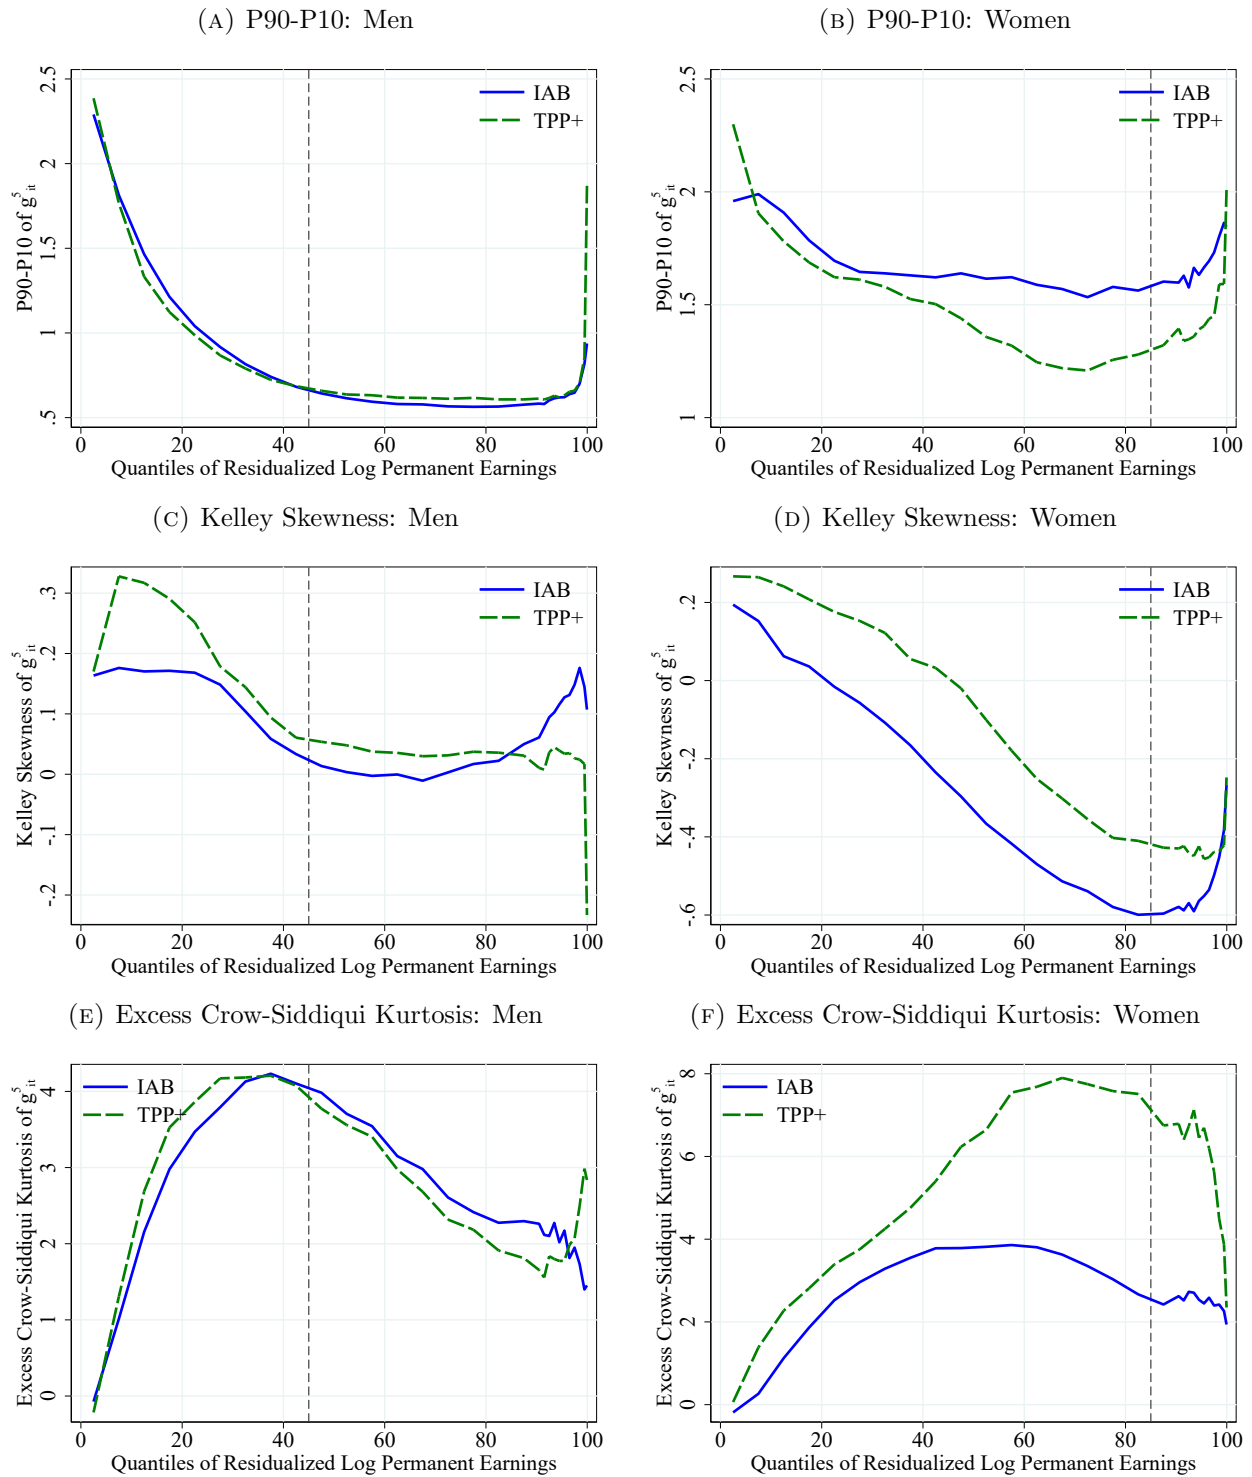 (A) P90-P10: Men
P90-P10 of g⁵ᵢₜ
2.5
2
1.5
1
.5
IAB
TPP+
0 20 40 60 80 100
Quantiles of Residualized Log Permanent Earnings
(B) P90-P10: Women
P90-P10 of g⁵ᵢₜ
2.5
2
1.5
1
IAB
TPP+
0 20 40 60 80 100
Quantiles of Residualized Log Permanent Earnings
(C) Kelley Skewness: Men
Kelley Skewness of g⁵ᵢₜ
.3
.2
.1
0
-.1
-.2
IAB
TPP+
0 20 40 60 80 100
Quantiles of Residualized Log Permanent Earnings
(D) Kelley Skewness: Women
Kelley Skewness of g⁵ᵢₜ
.2
0
-.2
-.4
-.6
IAB
TPP+
0 20 40 60 80 100
Quantiles of Residualized Log Permanent Earnings
(E) Excess Crow-Siddiqui Kurtosis: Men
Excess Crow-Siddiqui Kurtosis of g⁵ᵢₜ
4
3
2
1
0
IAB
TPP+
0 20 40 60 80 100
Quantiles of Residualized Log Permanent Earnings
(F) Excess Crow-Siddiqui Kurtosis: Women
Excess Crow-Siddiqui Kurtosis of g⁵ᵢₜ
8
6
4
2
0
IAB
TPP+
0 20 40 60 80 100
Quantiles of Residualized Log Permanent Earnings